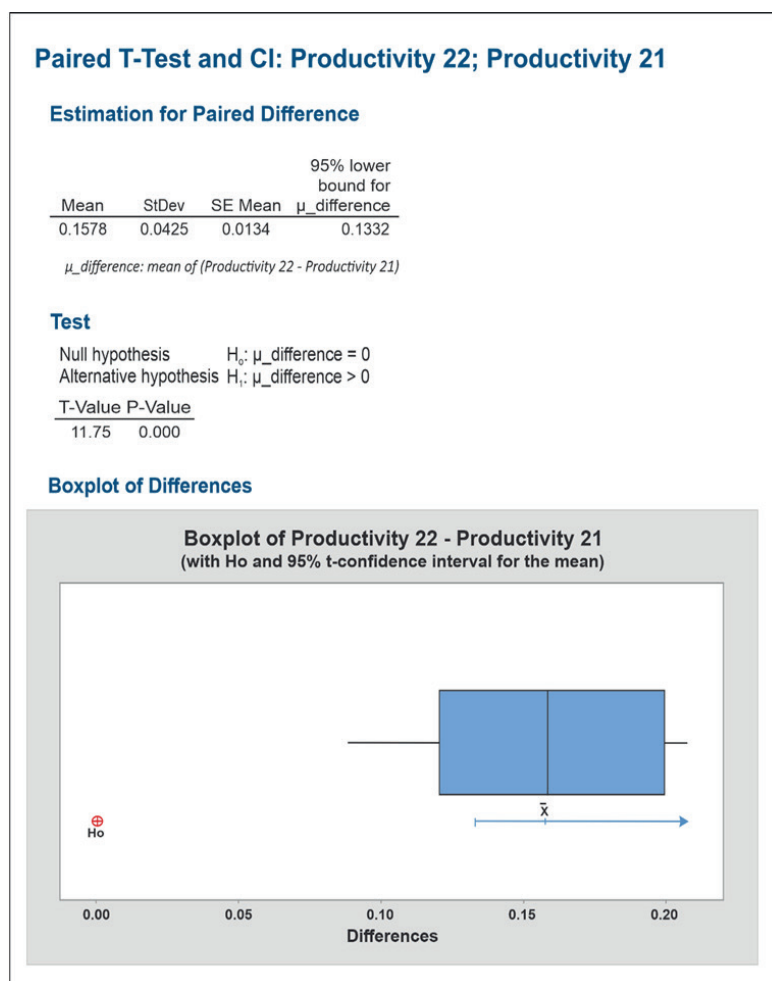 Paired T-Test and CI: Productivity 22; Productivity 21
Estimation for Paired Difference
95% lower
bound for
Mean StDev SE Mean μ_difference
0.1578 0.0425 0.0134 0.1332
μ_difference: mean of (Productivity 22 - Productivity 21)
Test
Null hypothesis H₀: μ_difference = 0
Alternative hypothesis H₁: μ_difference > 0
T-Value P-Value
11.75 0.000
Boxplot of Differences
Boxplot of Productivity 22 - Productivity 21
(with Ho and 95% t-confidence interval for the mean)
x̄
Ho
0.00 0.05 0.10 0.15 0.20
Differences